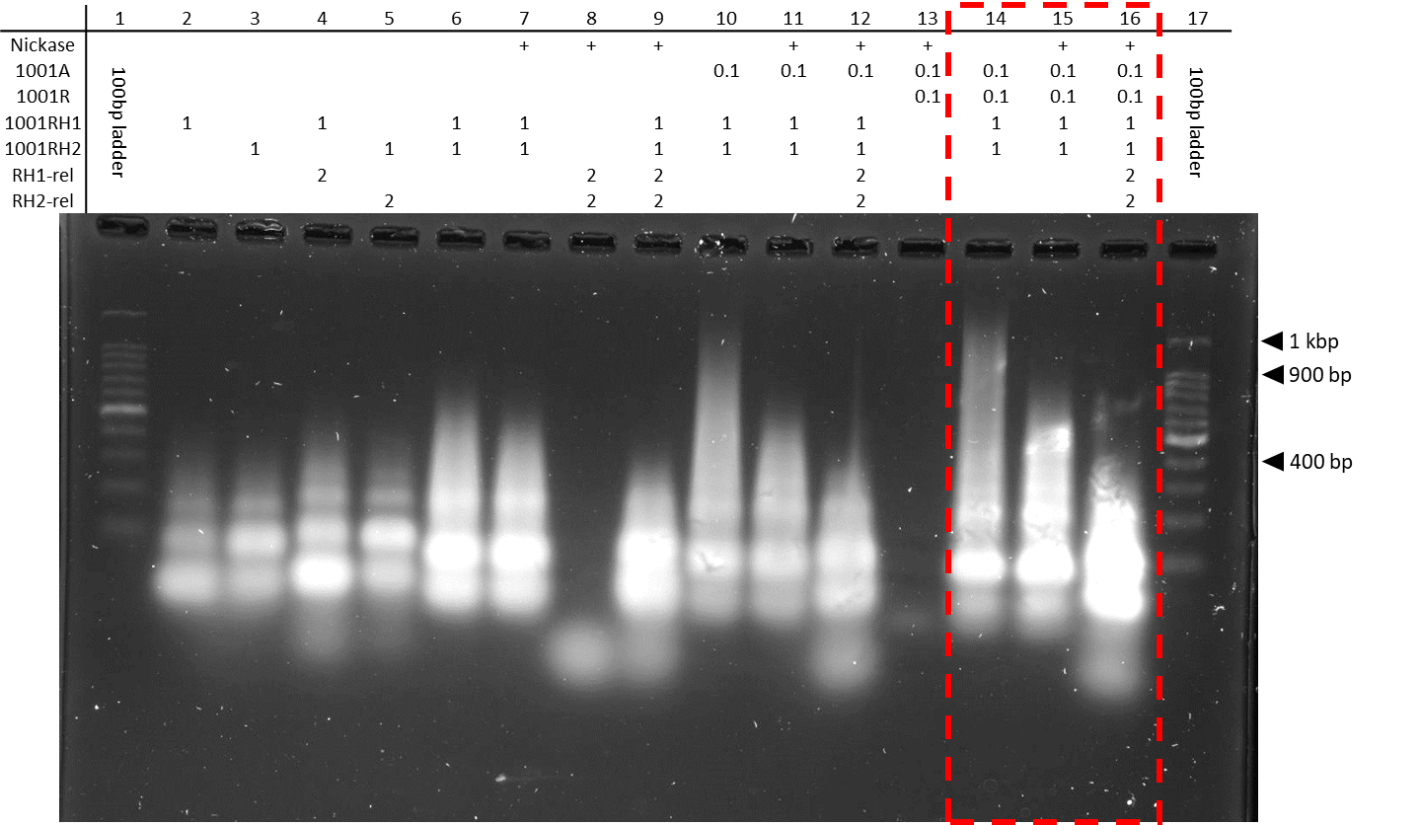 1 2 3 4 5 6 7 8 9 10 11 12 13 14 15 16 17
Nickase + + + + + + + +
1001A 0.1 0.1 0.1 0.1 0.1 0.1 0.1
1001R 0.1 0.1 0.1 0.1
1001RH1 1 1 1 1 1 1 1 1 1 1 1
1001RH2 1 1 1 1 1 1 1 1 1 1 1
RH1-rel 2 2 2 2 2
RH2-rel 2 2 2 2 2
100bp ladder
100bp ladder
1 kbp
900 bp
400 bp